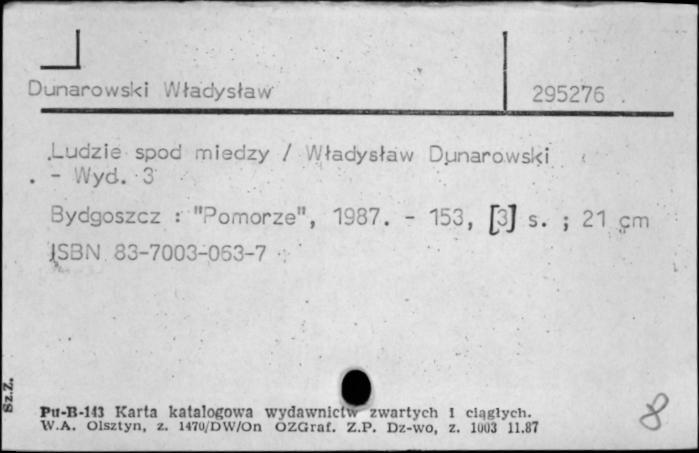 Dunarowski Władysław 295276
Ludzie spod miedzy / Władysław Dunarowski
- Wyd. 3
Bydgoszcz : "Pomorze", 1987. - 153, [3] s. ; 21 cm
ISBN 83-7003-063-7
Sz.Z.
Pu-B-143 Karta katalogowa wydawnictw zwartych i ciągłych.
W.A. Olsztyn, z. 1470/DW/On OZGraf. Z.P. Dz-wo, z. 1003 11.87
8